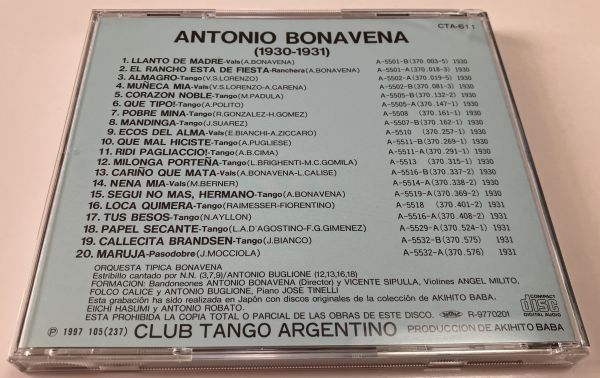 CTA-611
ANTONIO BONAVENA
(1930-1931)
1. LLANTO DE MADRE-Vals(A.BONAVENA) A-5501-B(370.003-5) 1930
2. EL RANCHO ESTA DE FIESTA-Ranchera(A.BONAVENA) A-5501-A(370.018-3) 1930
3. ALMAGRO-Tango(V.S.LORENZO) A-5502-A(370.019-5) 1930
4. MUÑECA MIA-Vals(V.S.LORENZO-A.CARENA) A-5502-B(370.081-3) 1930
5. CORAZON NOBLE-Tango(M.PADULA) A-5505-B(370.132-2) 1930
6. QUE TIPO!-Tango(A.POLITO) A-5505-A(370.147-1) 1930
7. POBRE MINA-Tango(R.GONZALEZ-H.GOMEZ) A-5508 (370.161-1) 1930
8. MANDINGA-Tango(J.SUAREZ) A-5507-B(370.162-1) 1930
9. ECOS DEL ALMA-Vals(E.BIANCHI-A.ZICCARO) A-5510 (370.257-1) 1930
10. QUE MAL HICISTE-Tango(A.PUGLIESE) A-5511-B(370.269-1) 1930
11. RIDI PAGLIACCIO!-Tango(A.B.CIMA) A-5511-A(370.291-1) 1930
12. MILONGA PORTEÑA-Tango(L.BRIGHENTI-M.C.GOMILA) A-5513 (370.315-1) 1930
13. CARIÑO QUE MATA-Vals(A.BONAVENA-L.CALISE) A-5516-B(370.337-2) 1930
14. NENA MIA-Vals(M.BERNER) A-5514-A(370.338-2) 1930
15. SEGUI NO MAS, HERMANO-Tango(A.BONAVENA) A-5519-A(370.369-2) 1930
16. LOCA QUIMERA-Tango(RAIMESSER-FIORENTINO) A-5518 (370.401-2) 1931
17. TUS BESOS-Tango(N.AYLLON) A-5516-A(370.408-2) 1931
18. PAPEL SECANTE-Tango(L.A.D'AGOSTINO-F.G.GIMENEZ) A-5529-A(370.524-1) 1931
19. CALLECITA BRANDSEN-Tango(J.BIANCO) A-5532-B(370.575) 1931
20. MARUJA-Pasodobre(J.MOCCIOLA) A-5532-A(370.576) 1931
ORQUESTA TIPICA BONAVENA
Estribillo cantado por N.N. (3,7,9)/ANTONIO BUGLIONE (12,13,16,18)
FORMACION: Bandoneones ANTONIO BONAVENA (Director) y VICENTE SIPULLA, Violines ANGEL MILITO,
FOLCO CALICE y ANTONIO BUGLIONE, Piano JOSE TINELLI
Esta grabación ha sido realizada en Japón con discos originales de la colección de AKIHITO BABA.
EIICHI HASUMI y ANTONIO ROBATO.
ESTA PROHIBIDA LA COPIA TOTAL O PARCIAL DE LAS OBRAS DE ESTE DISCO. R-9770201
COMPACT
disc
DIGITAL AUDIO
Ⓟ 1997 105(237) CLUB TANGO ARGENTINO PRODUCCION DE AKIHITO BABA